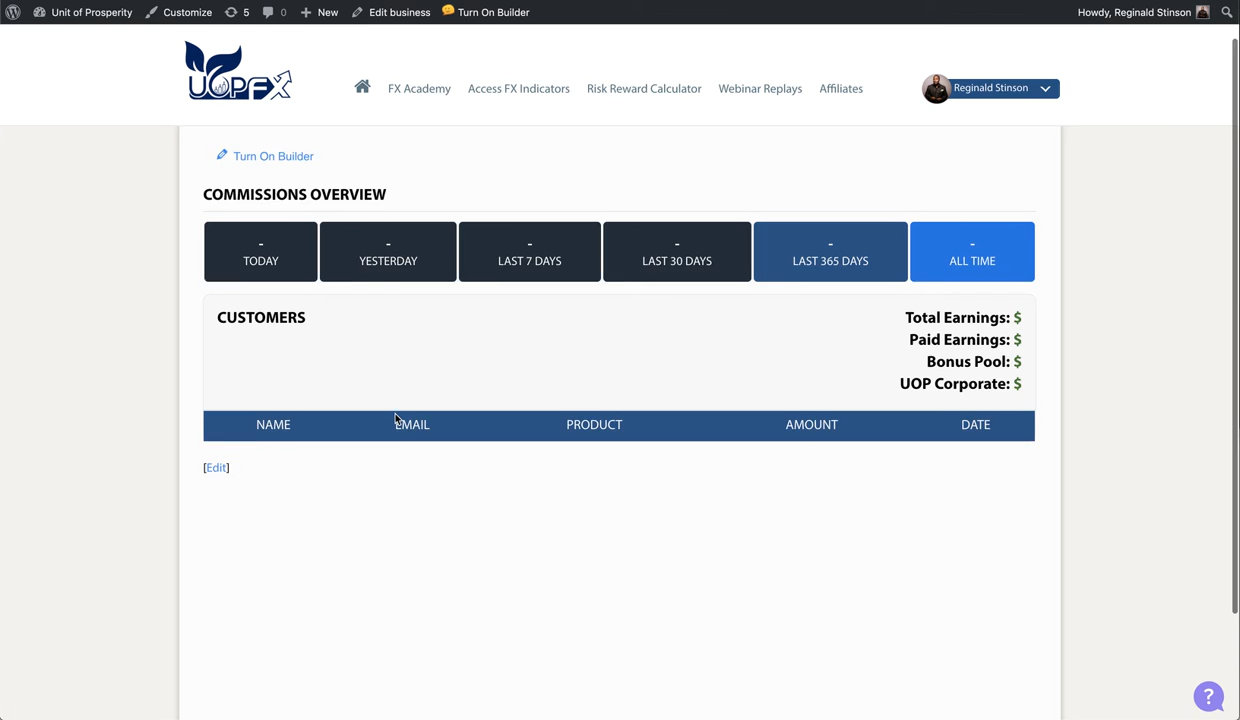 Unit of Prosperity Customize 5 0 New Edit business Turn On Builder Howdy, Reginald Stinson
UOPFX
FX Academy Access FX Indicators Risk Reward Calculator Webinar Replays Affiliates Reginald Stinson
Turn On Builder
COMMISSIONS OVERVIEW
- - - - - -
TODAY YESTERDAY LAST 7 DAYS LAST 30 DAYS LAST 365 DAYS ALL TIME
CUSTOMERS Total Earnings: $
Paid Earnings: $
Bonus Pool: $
UOP Corporate: $
NAME EMAIL PRODUCT AMOUNT DATE
[Edit]
?